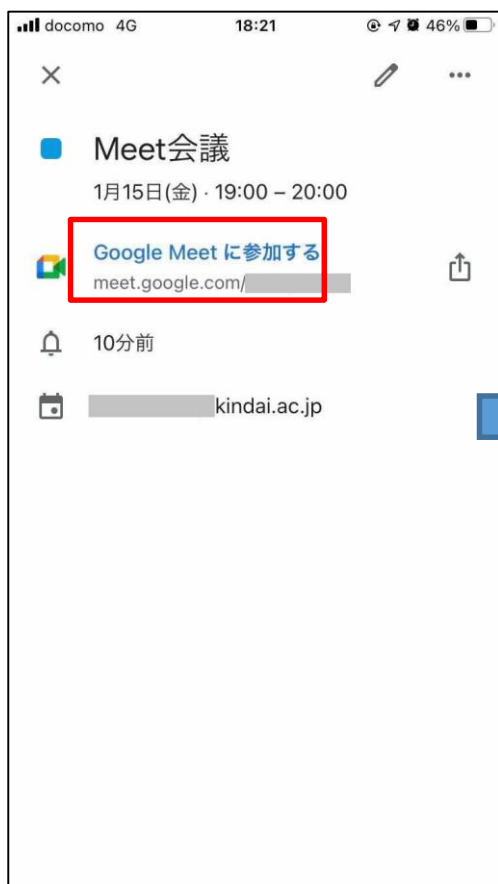 docomo 4G 18:21 46%
Meet会議
1月15日(金)・19:00 – 20:00
Google Meet に参加する
meet.google.com/
10分前
kindai.ac.jp